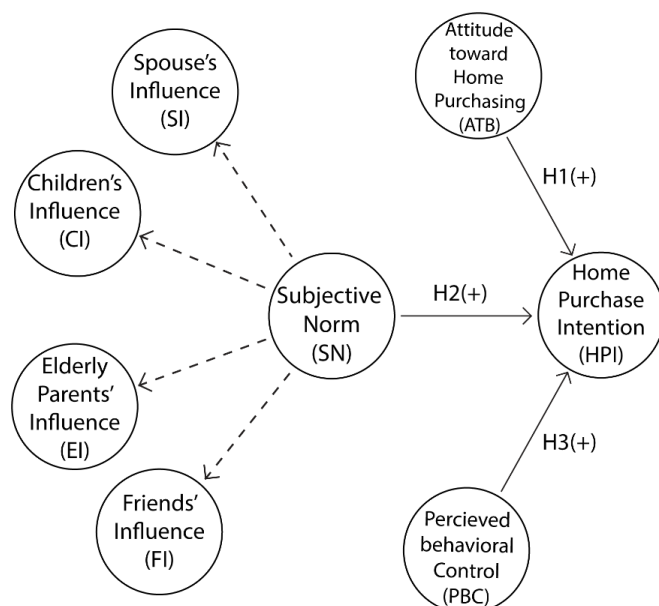 Spouse's
Influence
(SI)
Children's
Influence
(CI)
Elderly
Parents'
Influence
(EI)
Friends'
Influence
(FI)
Subjective
Norm
(SN)
Attitude
toward
Home
Purchasing
(ATB)
H1(+)
H2(+)
Home
Purchase
Intention
(HPI)
H3(+)
Percieved
behavioral
Control
(PBC)